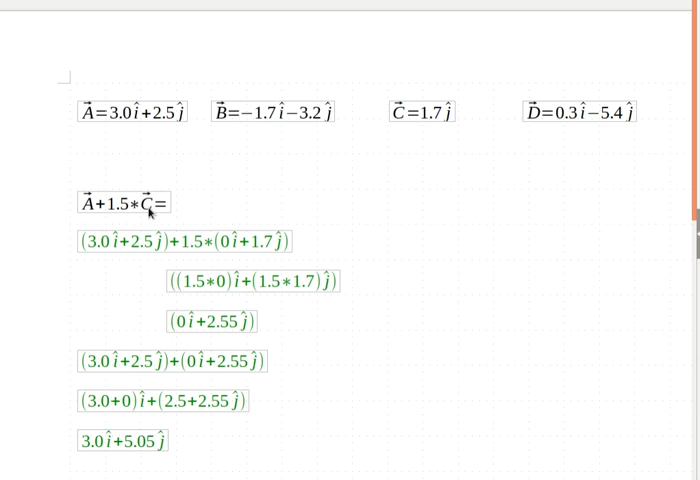 A⃗=3.0î+2.5ĵ B⃗=−1.7î−3.2ĵ C⃗=1.7ĵ D⃗=0.3î−5.4ĵ
A⃗+1.5∗C⃗=
(3.0î+2.5ĵ)+1.5∗(0î+1.7ĵ)
((1.5∗0)î+(1.5∗1.7)ĵ)
(0î+2.55ĵ)
(3.0î+2.5ĵ)+(0î+2.55ĵ)
(3.0+0)î+(2.5+2.55ĵ)
3.0î+5.05ĵ